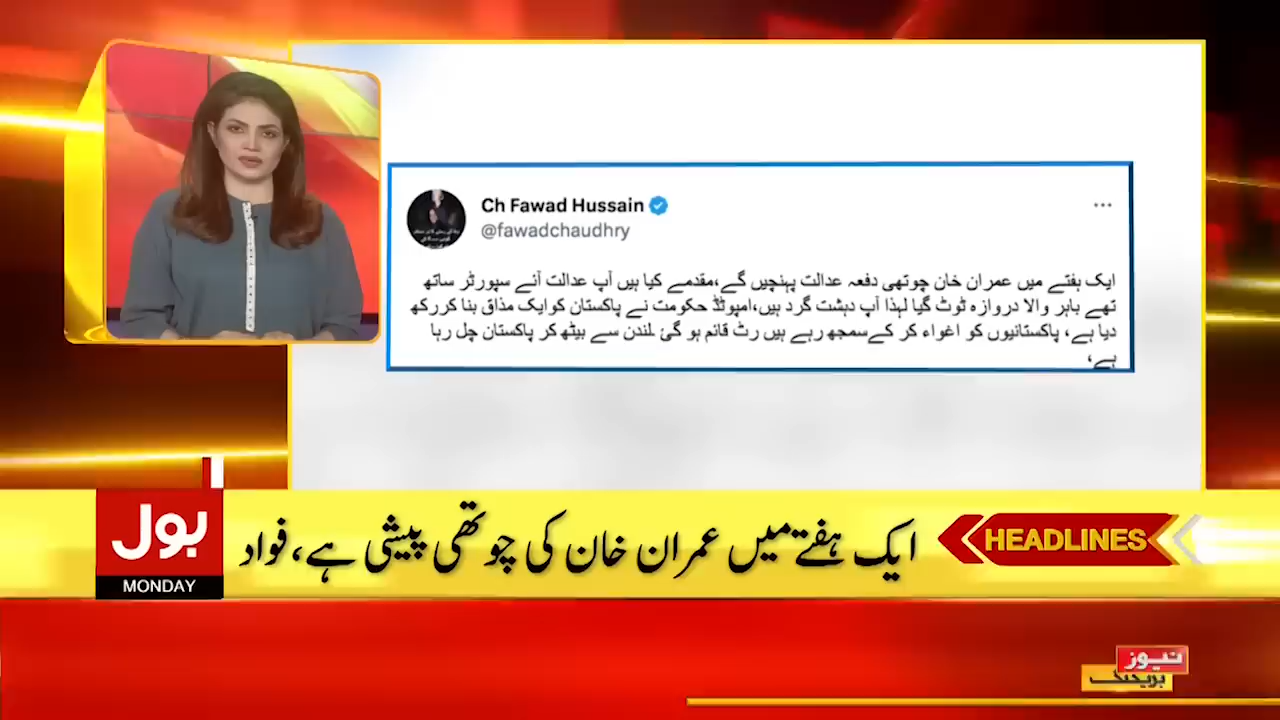 Ch Fawad Hussain
@fawadchaudhry
ایک ہفتے میں عمران خان چوتھی دفعہ عدالت پہنچیں گے،مقدمے کیا ہیں آپ عدالت آئے سپورٹر ساتھ
تھے باہر والا دروازہ ٹوٹ گیا لہذا آپ دہشت گرد ہیں،امپوٹڈ حکومت نے پاکستان کوایک مذاق بنا کررکھ
دیا ہے، پاکستانیوں کو اغواء کر کےسمجھ رہے ہیں رٹ قائم ہو گئ لندن سے بیٹھ کر پاکستان چل رہا
ہے،
ایک ہفتے میں عمران خان کی چوتھی پیشی ہے، فواد
HEADLINES
بول
MONDAY
نیوز
بریکنگ